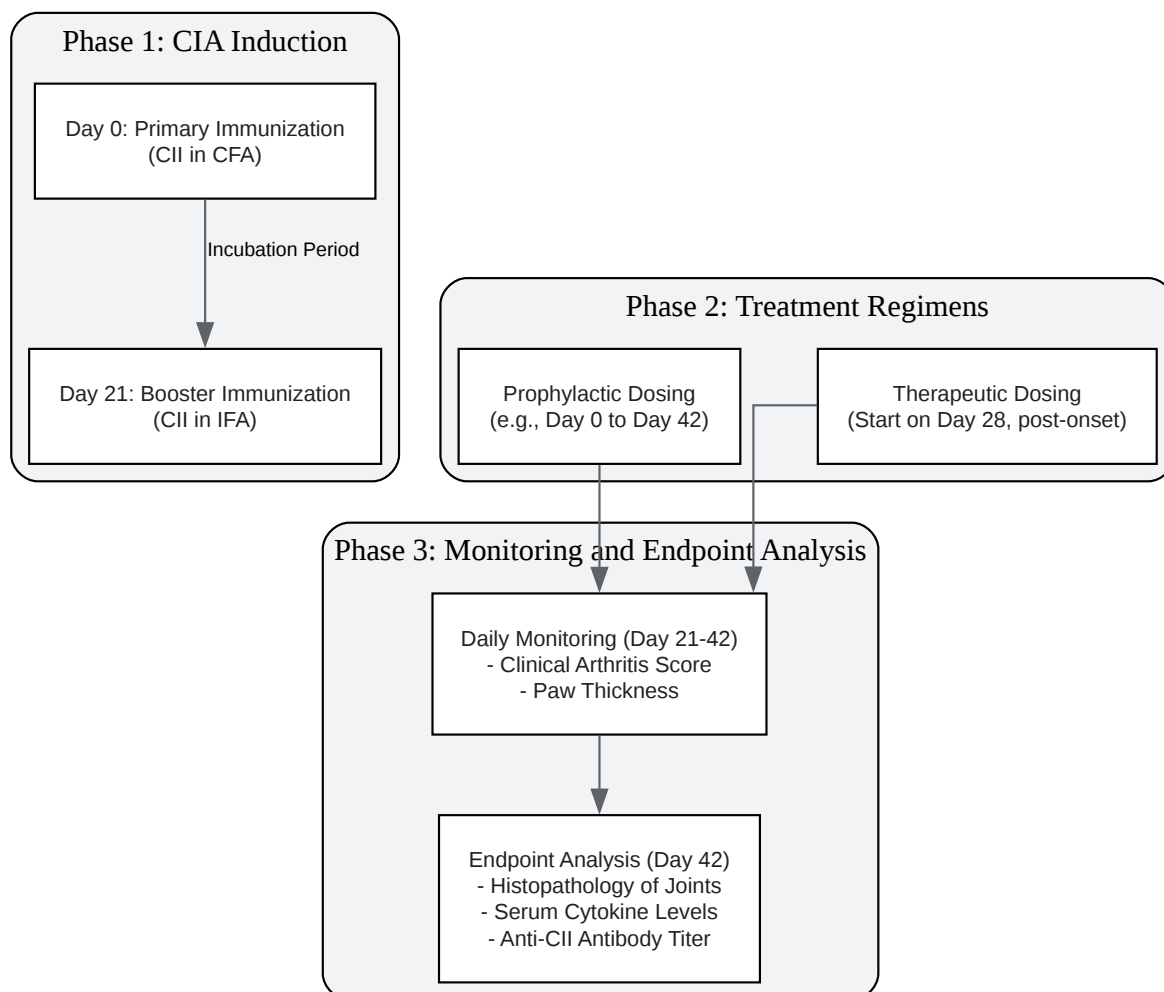 Phase 1: CIA Induction
Day 0: Primary Immunization
(CII in CFA)
Incubation Period
Day 21: Booster Immunization
(CII in IFA)
Phase 2: Treatment Regimens
Prophylactic Dosing
(e.g., Day 0 to Day 42)
Therapeutic Dosing
(Start on Day 28, post-onset)
Phase 3: Monitoring and Endpoint Analysis
Daily Monitoring (Day 21-42)
- Clinical Arthritis Score
- Paw Thickness
Endpoint Analysis (Day 42)
- Histopathology of Joints
- Serum Cytokine Levels
- Anti-CII Antibody Titer